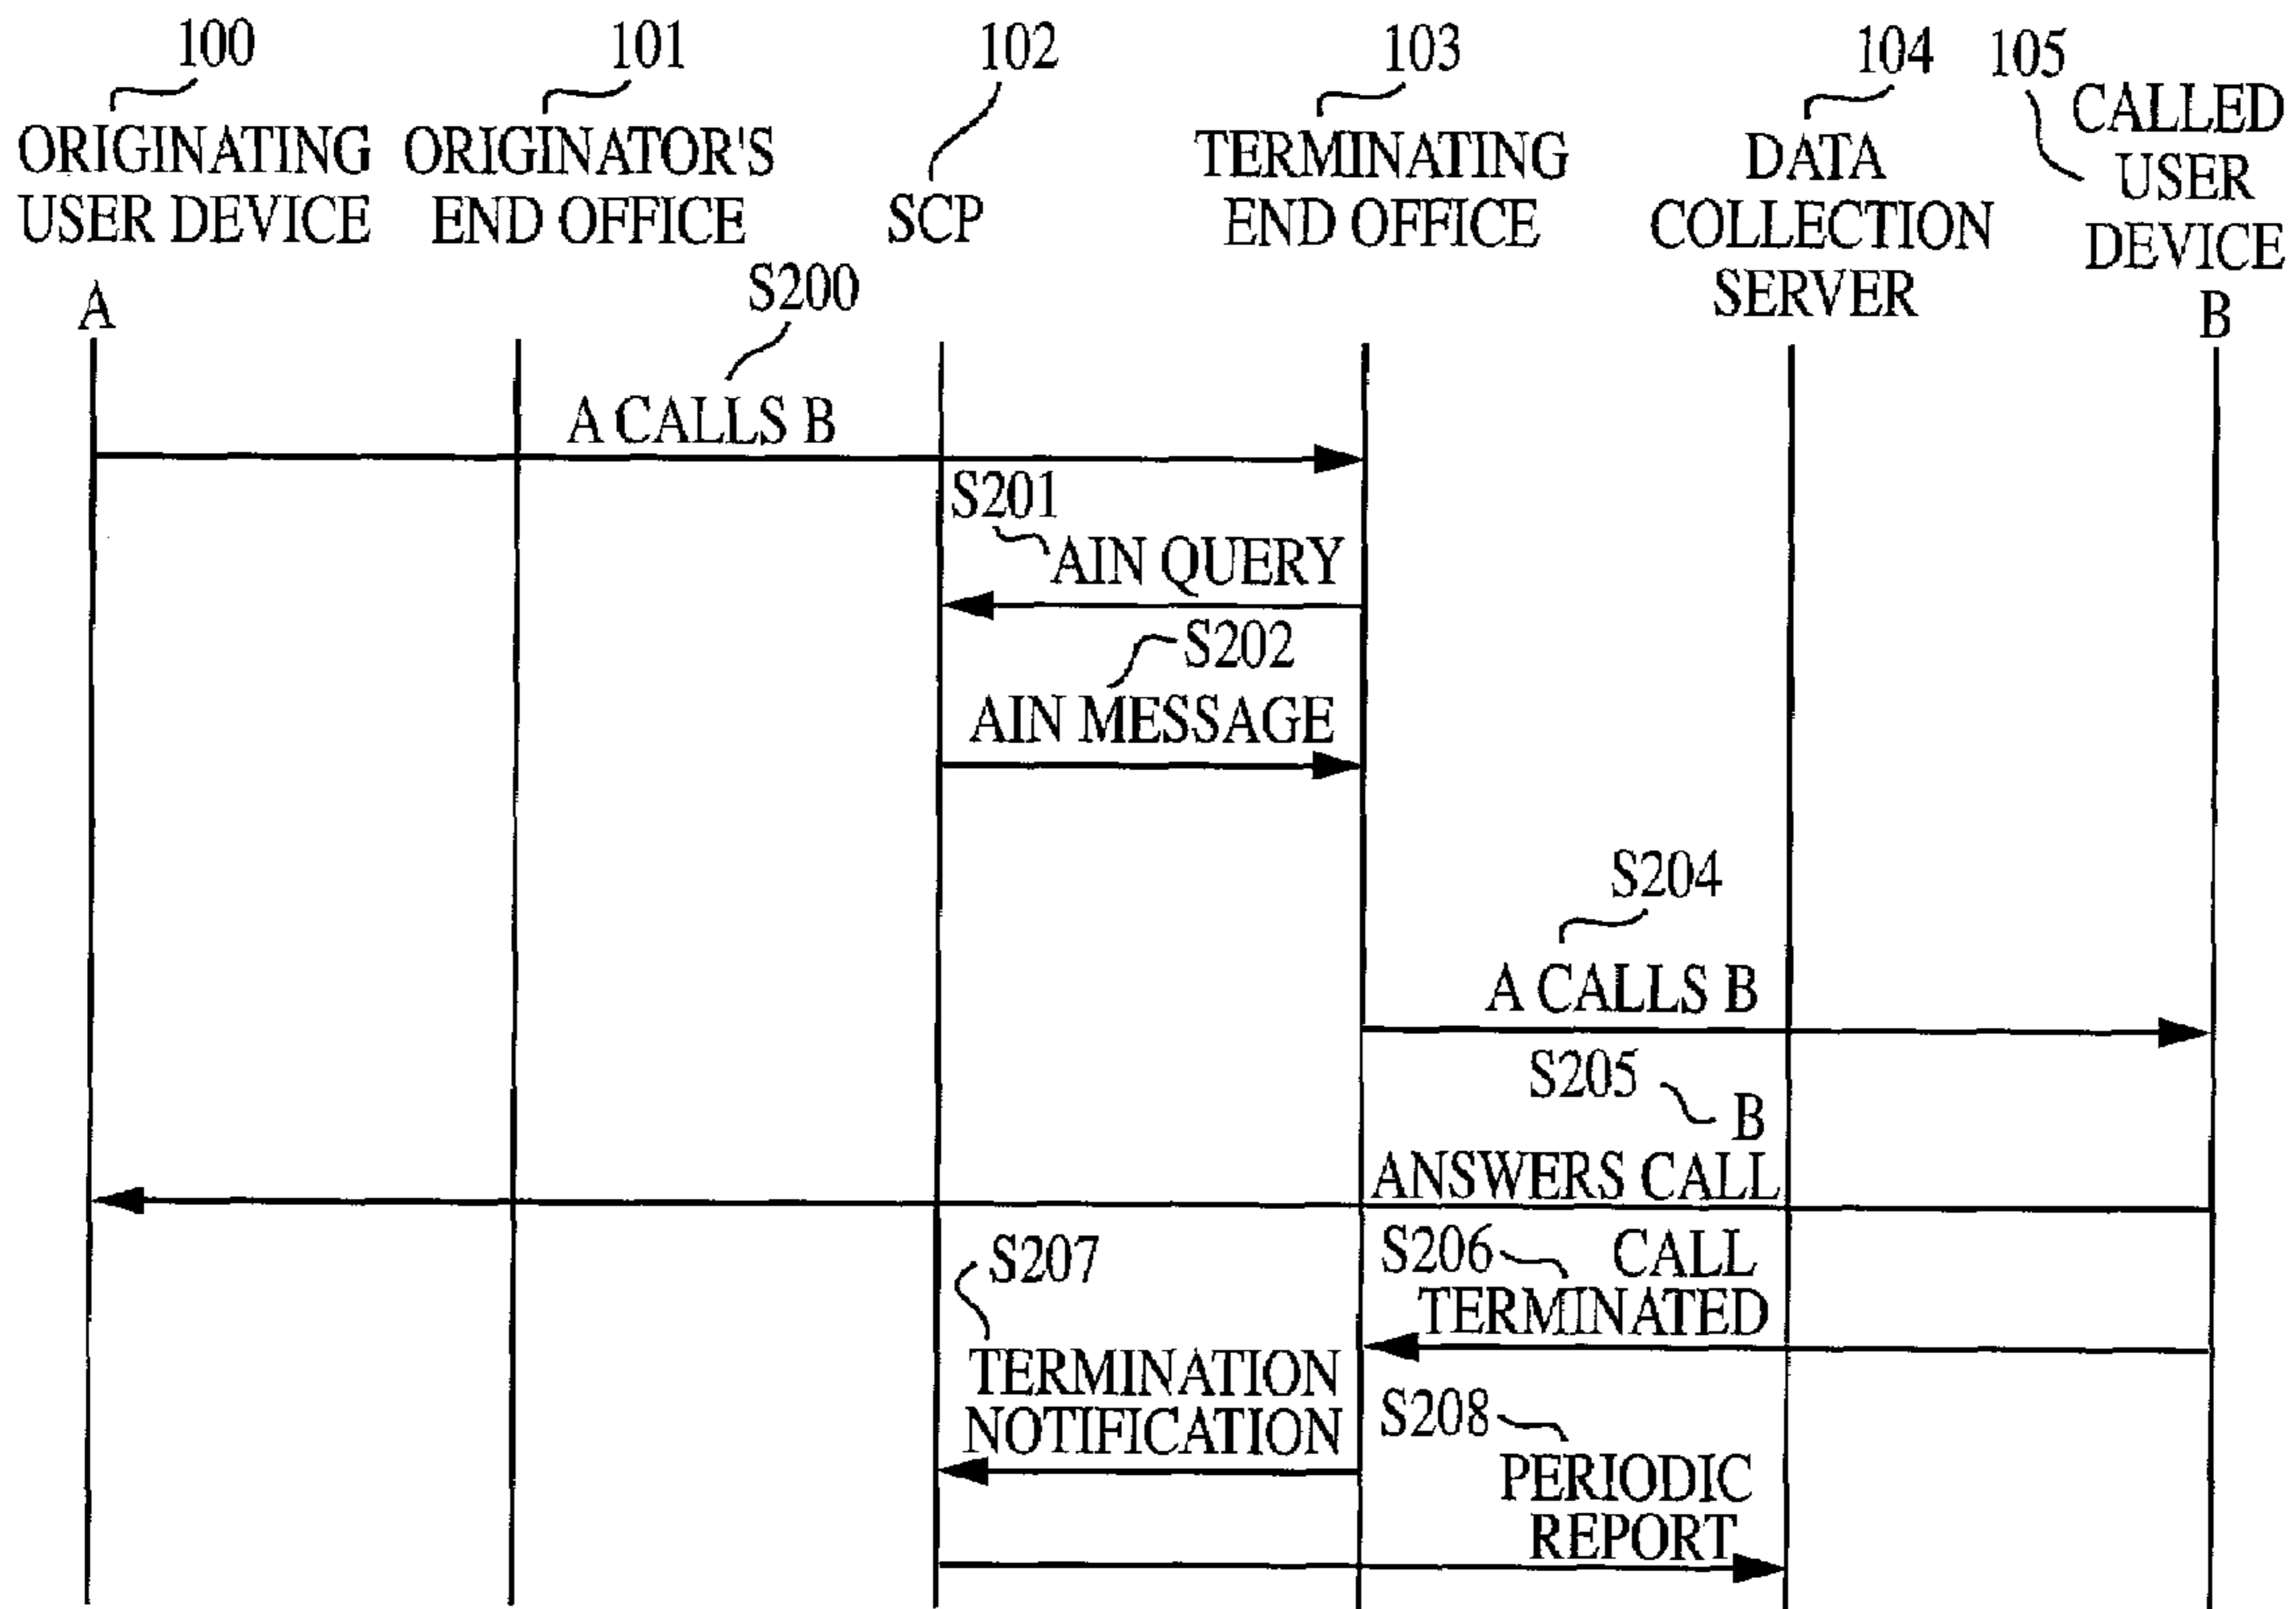 100
101
102
103
104
105
ORIGINATING
USER DEVICE
A
ORIGINATOR'S
END OFFICE
SCP
TERMINATING
END OFFICE
DATA
COLLECTION
SERVER
CALLED
USER
DEVICE
B
S200
A CALLS B
S201
AIN QUERY
S202
AIN MESSAGE
S204
A CALLS B
S205
B
ANSWERS CALL
S206
CALL
TERMINATED
S207
TERMINATION
NOTIFICATION
S208
PERIODIC
REPORT